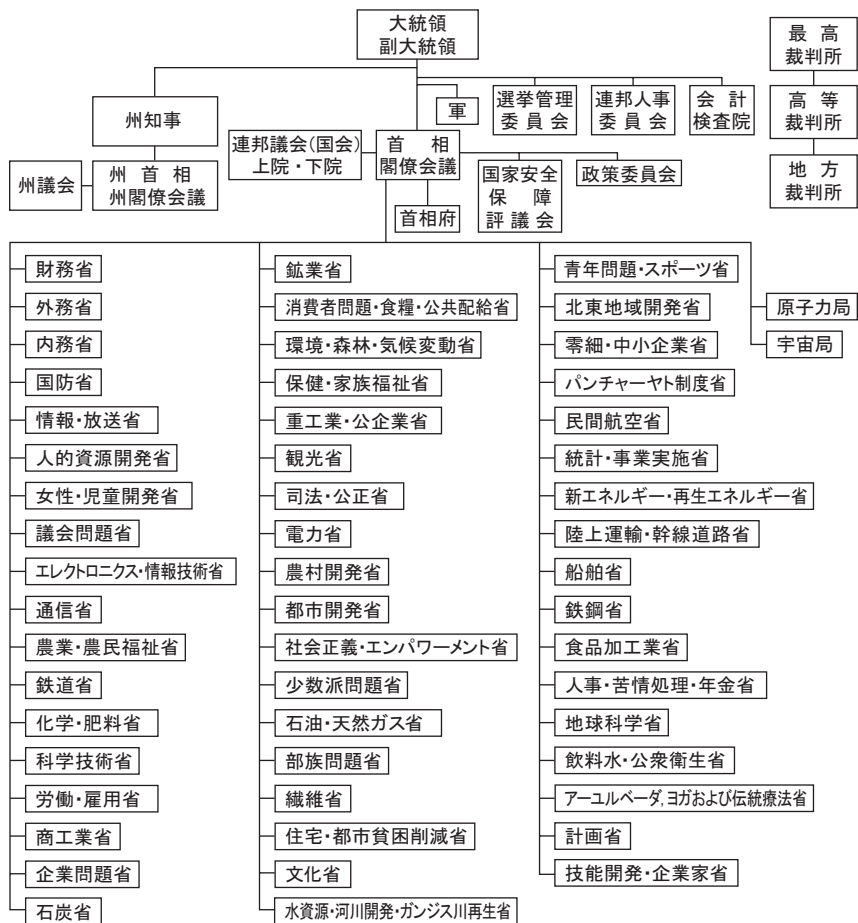 大統領
副大統領
最高
裁判所
軍
選挙管理
委員会
連邦人事
委員会
会計
検査院
高等
裁判所
州知事
連邦議会(国会)
上院・下院
首相
閣僚会議
国家安全
保障
評議会
政策委員会
地方
裁判所
州議会
州首相
州閣僚会議
首相府
財務省
外務省
内務省
国防省
情報・放送省
人的資源開発省
女性・児童開発省
議会問題省
エレクトロニクス・情報技術省
通信省
農業・農民福祉省
鉄道省
化学・肥料省
科学技術省
労働・雇用省
商工業省
企業問題省
石炭省
鉱業省
消費者問題・食糧・公共配給省
環境・森林・気候変動省
保健・家族福祉省
重工業・公企業省
観光省
司法・公正省
電力省
農村開発省
都市開発省
社会正義・エンパワーメント省
少数派問題省
石油・天然ガス省
部族問題省
繊維省
住宅・都市貧困削減省
文化省
水資源・河川開発・ガンジス川再生省
青年問題・スポーツ省
北東地域開発省
零細・中小企業省
パンチャーヤト制度省
民間航空省
統計・事業実施省
新エネルギー・再生エネルギー省
陸上運輸・幹線道路省
船舶省
鉄鋼省
食品加工業省
人事・苦情処理・年金省
地球科学省
飲料水・公衆衛生省
アーユルベーダ,ヨガおよび伝統療法省
計画省
技能開発・企業家省
原子力局
宇宙局